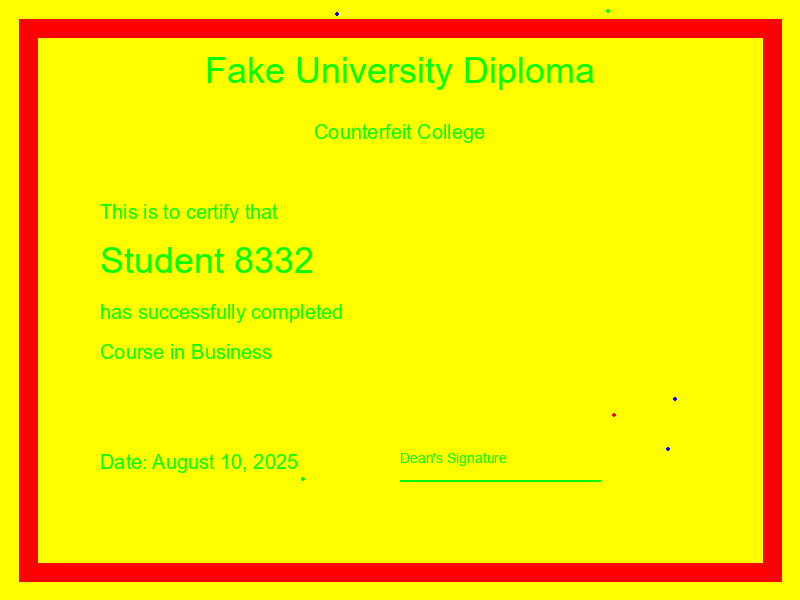 Fake University Diploma
Counterfeit College
This is to certify that
Student 8332
has successfully completed
Course in Business
Date: August 10, 2025
Dean's Signature